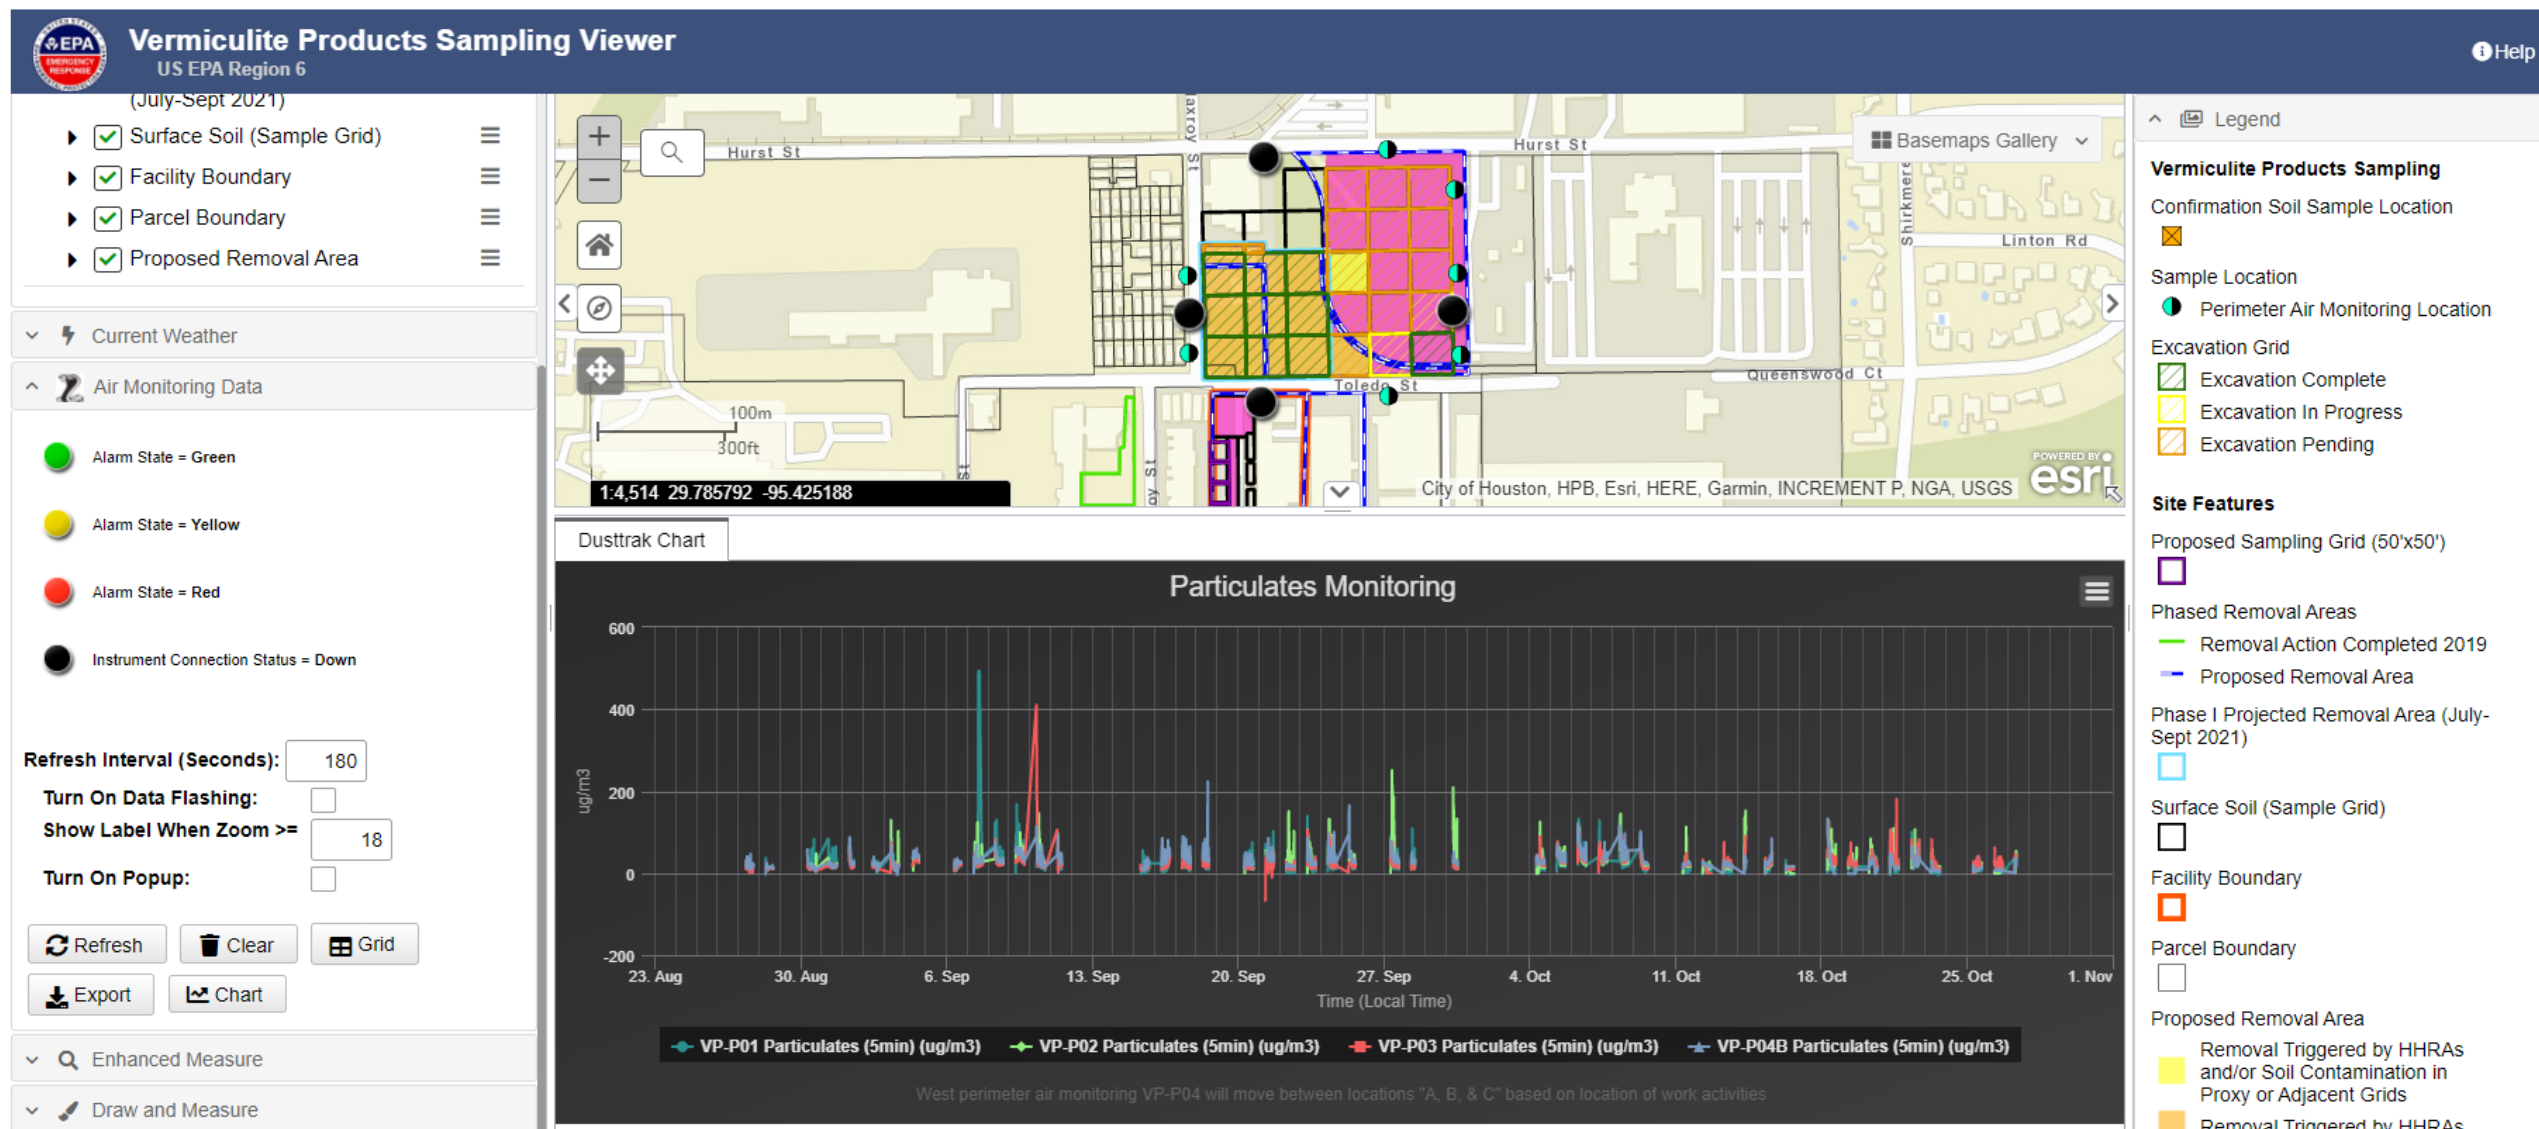 EPA
EMERGENCY
RESPONSE
Vermiculite Products Sampling Viewer
US EPA Region 6
Help
(July-Sept 2021)
Surface Soil (Sample Grid)
Facility Boundary
Parcel Boundary
Proposed Removal Area
Current Weather
Air Monitoring Data
Alarm State = Green
Alarm State = Yellow
Alarm State = Red
Instrument Connection Status = Down
Refresh Interval (Seconds): 180
Turn On Data Flashing:
Show Label When Zoom >= 18
Turn On Popup:
Refresh
Clear
Grid
Export
Chart
Enhanced Measure
Draw and Measure
Hurst St
axroy St
Hurst St
Basemaps Gallery
Shirkmere
Linton Rd
Queenswood Ct
Toledo St
St
oy St
100m
300ft
1:4,514 29.785792 -95.425188
City of Houston, HPB, Esri, HERE, Garmin, INCREMENT P, NGA, USGS
POWERED BY
esri
Dusttrak Chart
Particulates Monitoring
600
400
200
0
-200
ug/m3
23. Aug
30. Aug
6. Sep
13. Sep
20. Sep
27. Sep
4. Oct
11. Oct
18. Oct
25. Oct
1. Nov
Time (Local Time)
VP-P01 Particulates (5min) (ug/m3)
VP-P02 Particulates (5min) (ug/m3)
VP-P03 Particulates (5min) (ug/m3)
VP-P04B Particulates (5min) (ug/m3)
West perimeter air monitoring VP-P04 will move between locations "A, B, & C" based on location of work activities
Legend
Vermiculite Products Sampling
Confirmation Soil Sample Location
Sample Location
Perimeter Air Monitoring Location
Excavation Grid
Excavation Complete
Excavation In Progress
Excavation Pending
Site Features
Proposed Sampling Grid (50'x50')
Phased Removal Areas
Removal Action Completed 2019
Proposed Removal Area
Phase I Projected Removal Area (July-
Sept 2021)
Surface Soil (Sample Grid)
Facility Boundary
Parcel Boundary
Proposed Removal Area
Removal Triggered by HHRAs
and/or Soil Contamination in
Proxy or Adjacent Grids
Removal Triggered by HHRAs